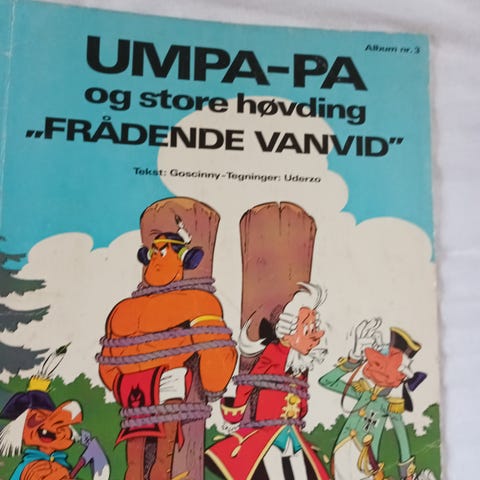 Album nr. 3
UMPA-PA
og store høvding
„FRÅDENDE VANVID”
Tekst: Goscinny-Tegninger: Uderzo